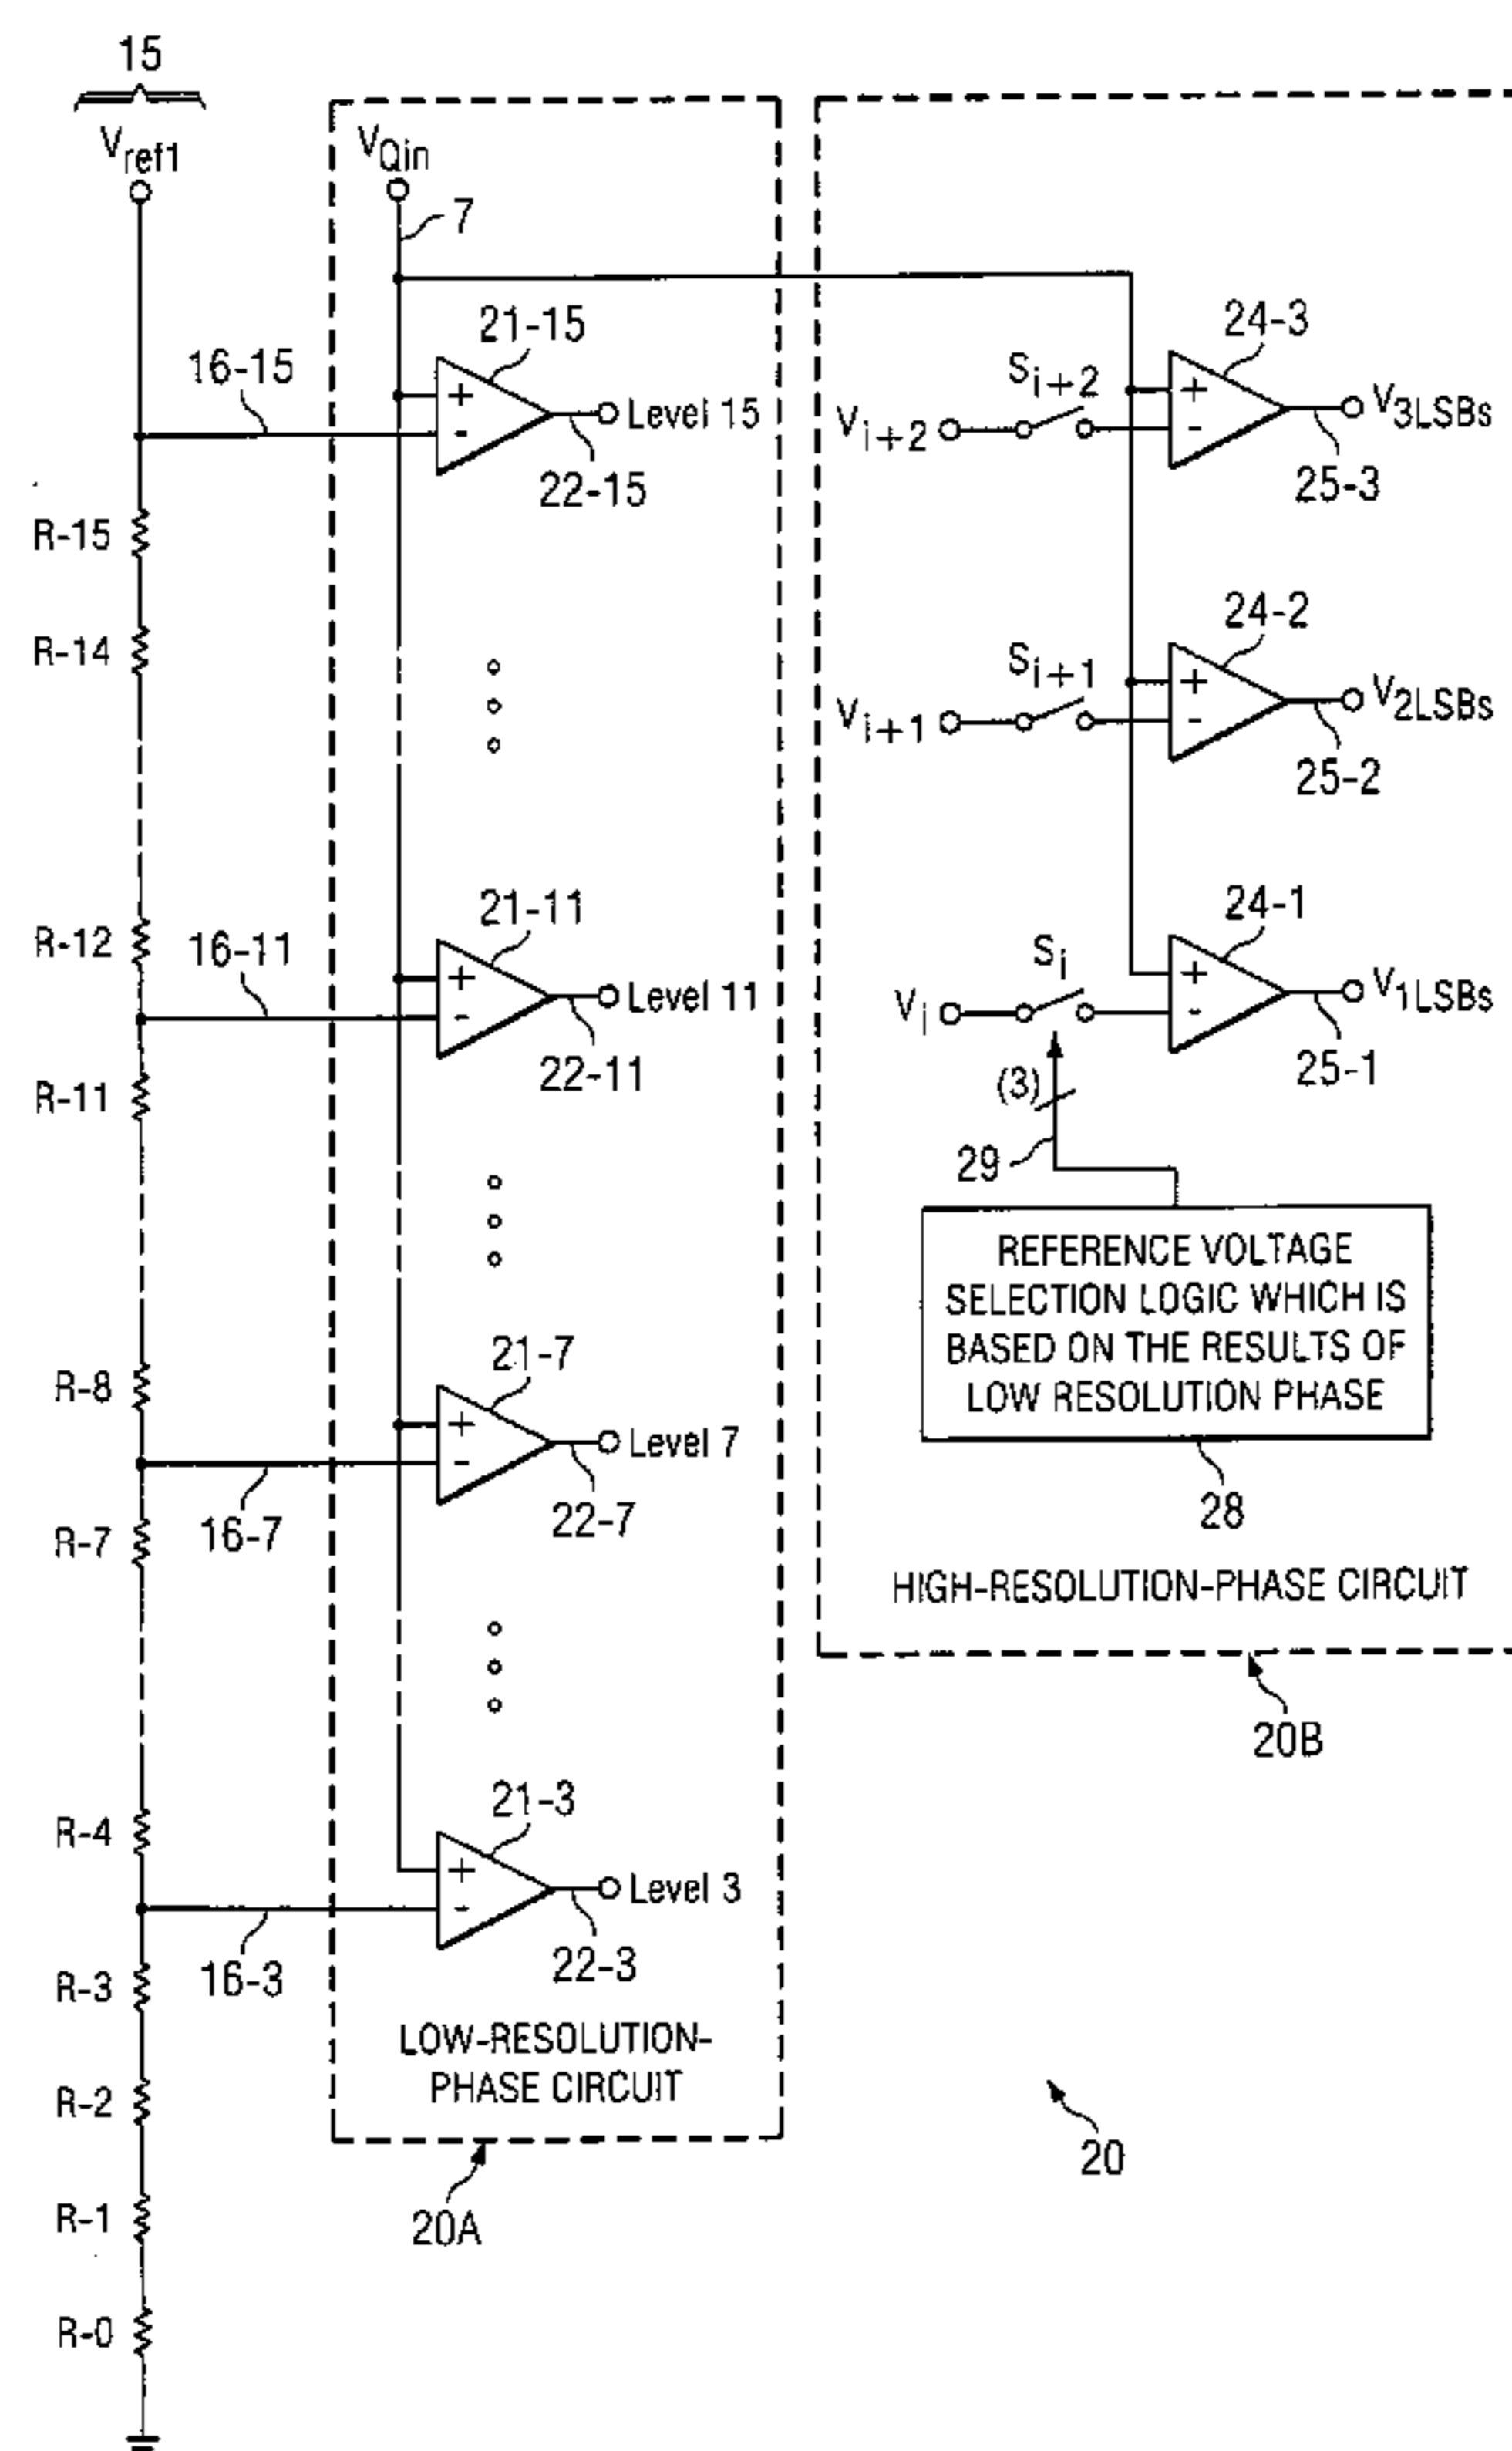 15
Vref1
VQin
7
21-15
16-15
+
-
Level 15
22-15
R-15
R-14
24-3
Si+2
Vi+2
+
-
V3LSBs
25-3
24-2
Si+1
Vi+1
+
-
V2LSBs
25-2
R-12
16-11
21-11
+
-
Level 11
22-11
R-11
24-1
Si
Vi
+
-
V1LSBs
25-1
(3)
29
REFERENCE VOLTAGE
SELECTION LOGIC WHICH IS
BASED ON THE RESULTS OF
LOW RESOLUTION PHASE
28
HIGH-RESOLUTION-PHASE CIRCUIT
20B
R-8
21-7
+
-
Level 7
16-7
22-7
R-7
R-4
21-3
+
-
Level 3
16-3
22-3
R-3
LOW-RESOLUTION-
PHASE CIRCUIT
R-2
20
20A
R-1
R-0